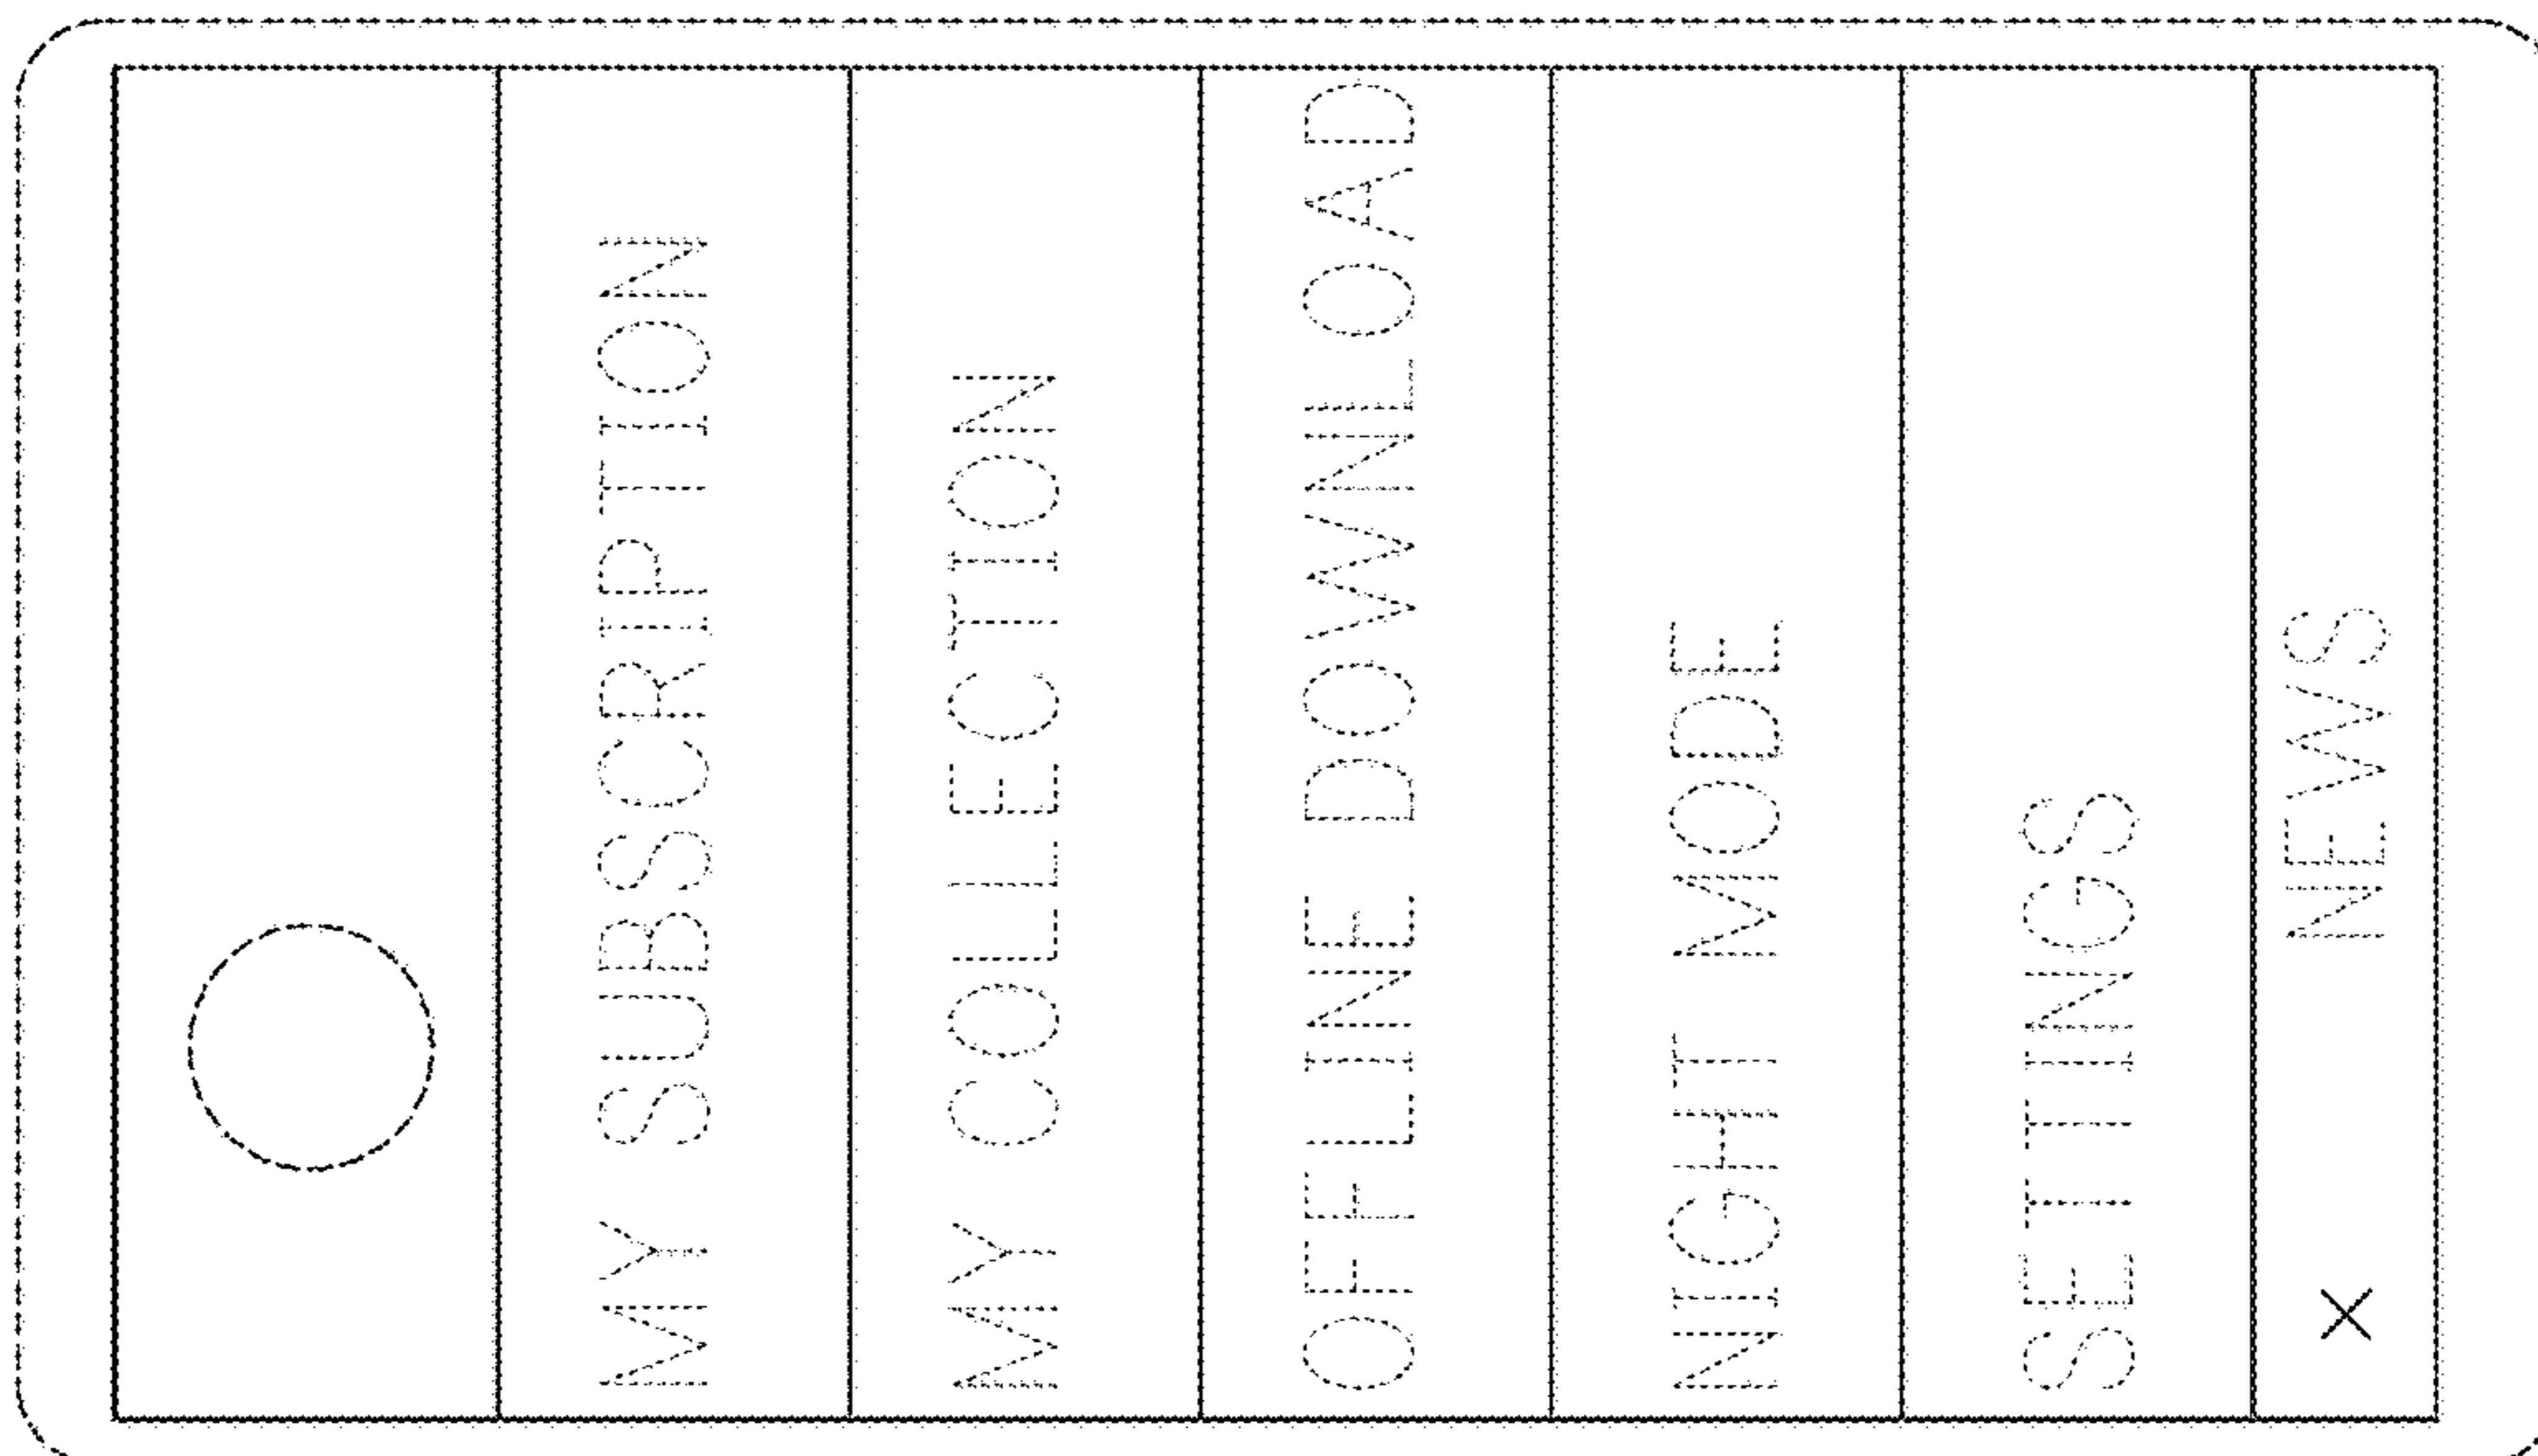 MY SUBSCRIPTION
MY COLLECTION
OFFLINE DOWNLOAD
NIGHT MODE
SETTINGS
NEWS